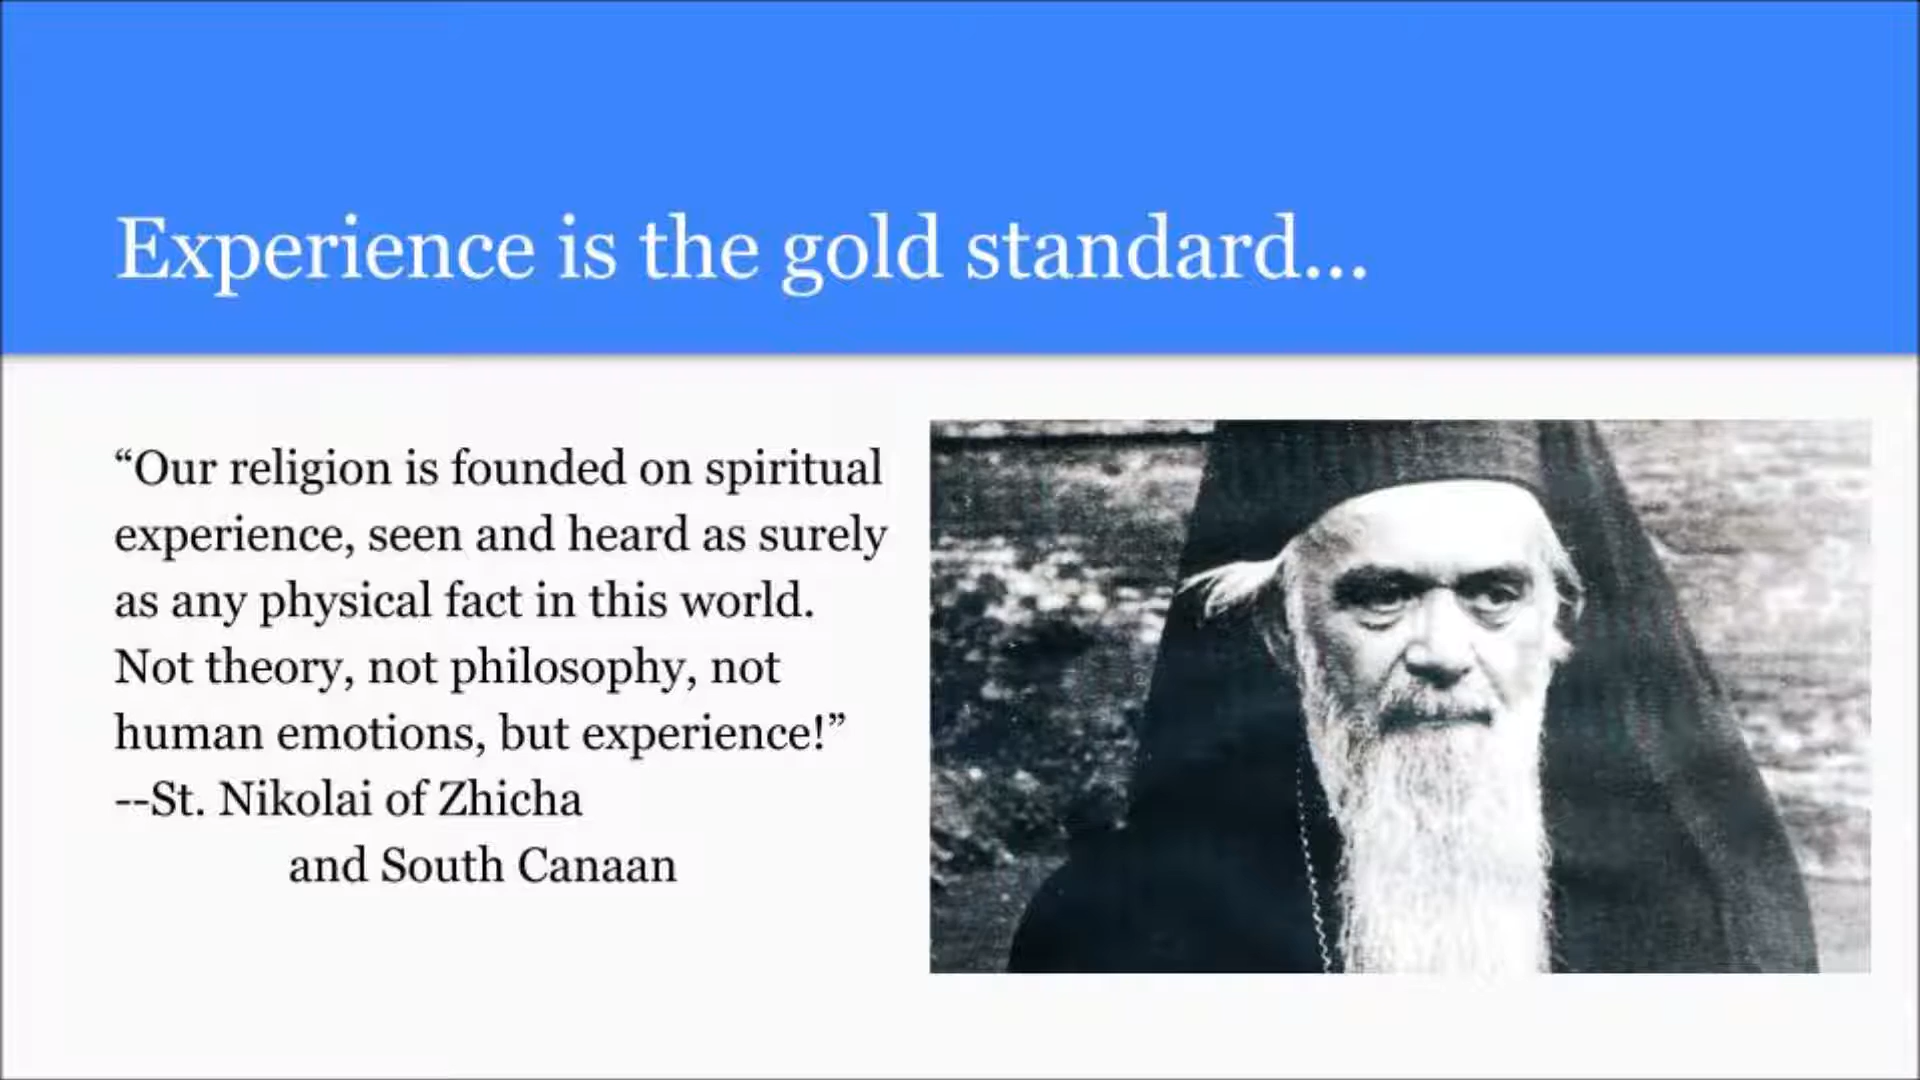 Experience is the gold standard...
“Our religion is founded on spiritual
experience, seen and heard as surely
as any physical fact in this world.
Not theory, not philosophy, not
human emotions, but experience!”
--St. Nikolai of Zhicha
and South Canaan